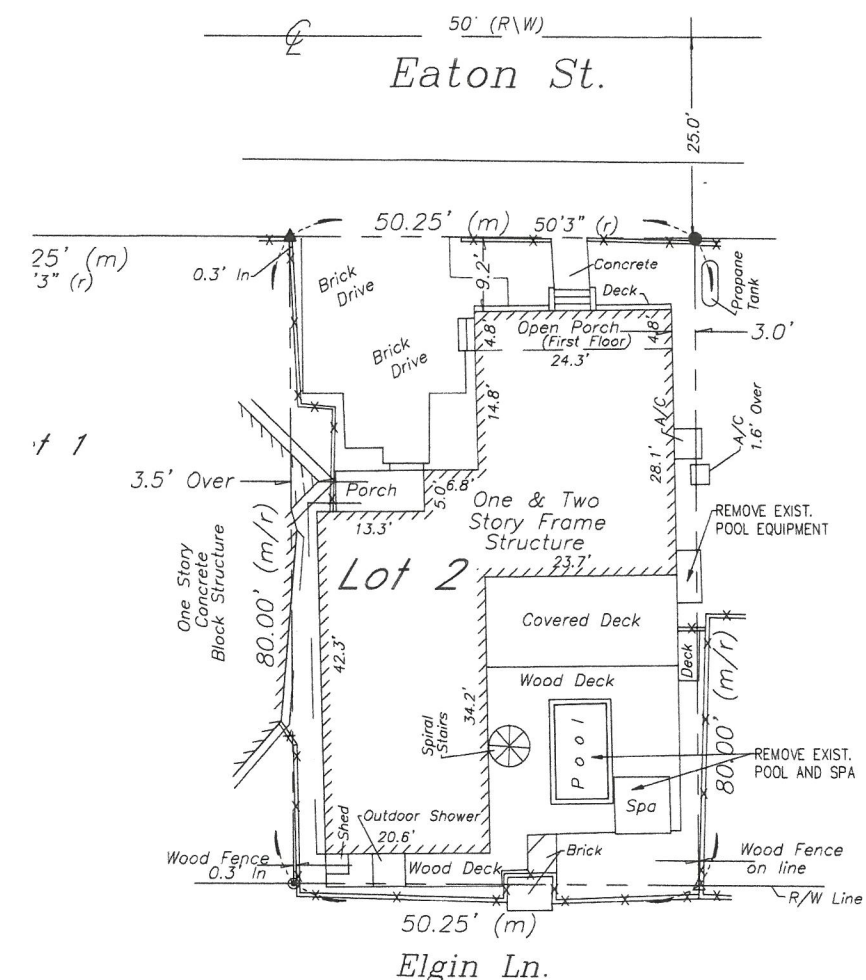 50' (R\W)
Eaton St.
25.0'
50.25' (m)
50'3" (r)
25' (m)
'3" (r)
0.3' In
Brick
Drive
9.2'
Concrete
Deck
Propane
Tank
Brick
Drive
4.8'
Open Porch
(First Floor)
24.3'
4.8'
3.0'
14.8'
A/C
28.1'
A/C
1.6' Over
t 1
3.5' Over
Porch
5.0'
6.8'
13.3'
One & Two
Story Frame
Structure
23.7'
REMOVE EXIST.
POOL EQUIPMENT
One Story
Concrete
Block Structure
80.00' (m/r)
Lot 2
Covered Deck
42.3'
Wood Deck
Deck
80.00' (m/r)
34.2'
Spiral
Stairs
Pool
REMOVE EXIST.
POOL AND SPA
Spa
Shed
Outdoor Shower
20.6'
Wood Fence
0.3' In
Wood Deck
Brick
Wood Fence
on line
R/W Line
50.25' (m)
Elgin Ln.